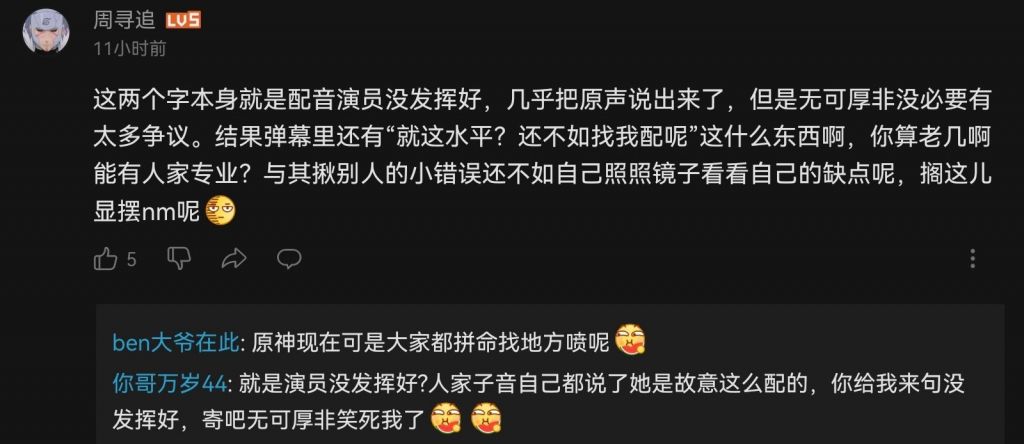 周寻追 LV5
11小时前
这两个字本身就是配音演员没发挥好，几乎把原声说出来了，但是无可厚非没必要有
太多争议。结果弹幕里还有“就这水平？还不如找我配呢”这什么东西啊，你算老几啊
能有人家专业？与其揪别人的小错误还不如自己照照镜子看看自己的缺点呢，搁这儿
显摆nm呢
5
ben大爷在此: 原神现在可是大家都拼命找地方喷呢
你哥万岁44: 就是演员没发挥好?人家子音自己都说了她是故意这么配的，你给我来句没
发挥好，寄吧无可厚非笑死我了